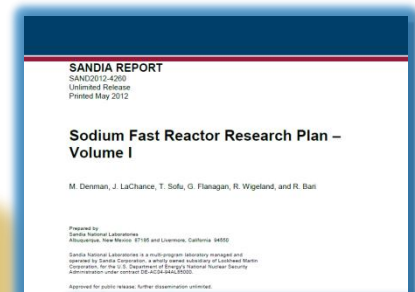 SANDIA REPORT
SAND2012-4260
Unlimited Release
Printed May 2012
Sodium Fast Reactor Research Plan –
Volume I
M. Denman, J. LaChance, T. Sofu, G. Flanagan, R. Wigeland, and R. Bari
Prepared by
Sandia National Laboratories
Albuquerque, New Mexico 87185 and Livermore, California 94550
Sandia National Laboratories is a multi-program laboratory managed and
operated by Sandia Corporation, a wholly owned subsidiary of Lockheed Martin
Corporation, for the U.S. Department of Energy's National Nuclear Security
Administration under contract DE-AC04-94AL85000.
Approved for public release; further dissemination unlimited.